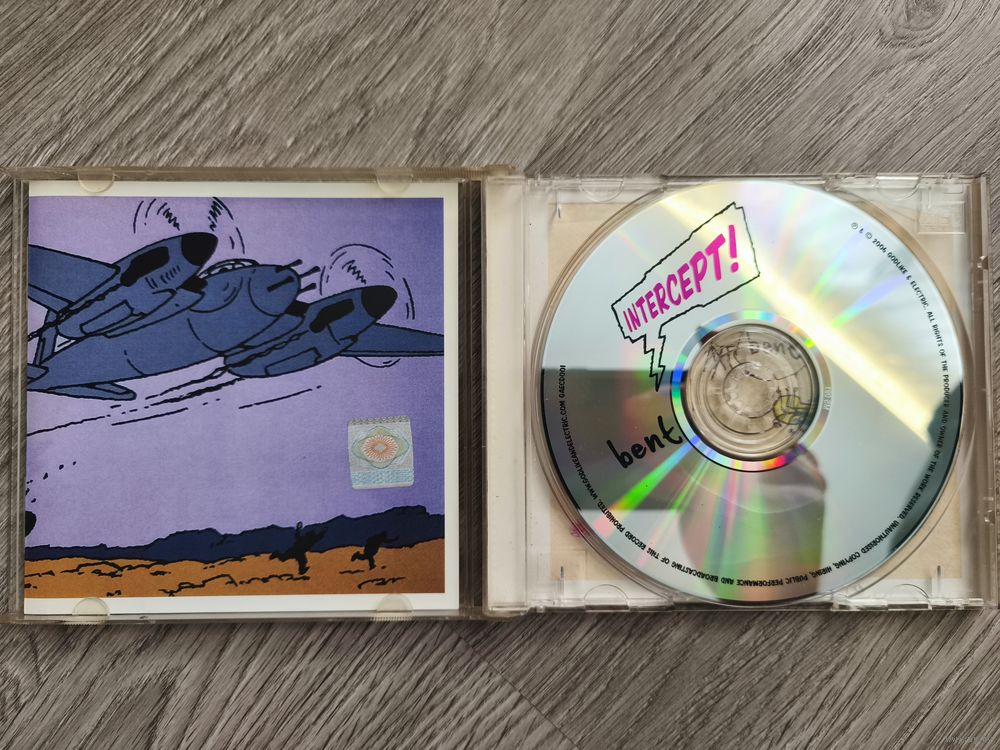 INTERCEPT!
bent
℗ & © 2006 GODLIKE & ELECTRIC. ALL RIGHTS OF THE PRODUCER AND OWNER OF THE WORK RESERVED. UNAUTHORISED COPYING, HIRING, PUBLIC PERFORMANCE AND BROADCASTING OF THIS RECORD PROHIBITED. WWW.GODLIKEANDELECTRIC.COM GAECD001